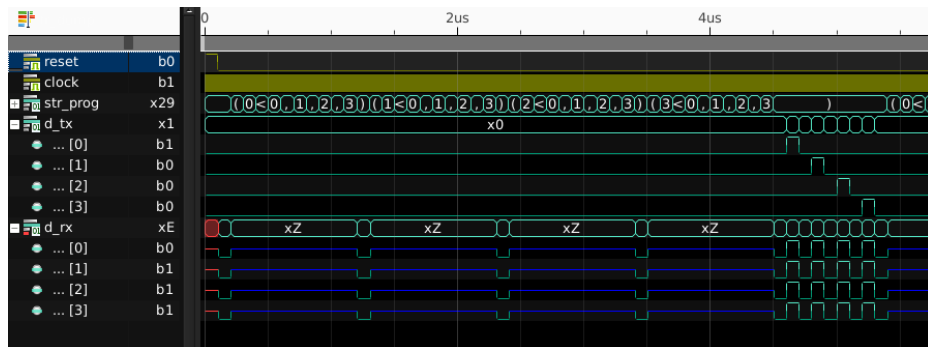 0 2us 4us
reset b0
clock b1
str_prog x29 ((0<0,1,2,3)((1<0,1,2,3)((2<0,1,2,3)((3<0,1,2,3 ) ((0<
d_tx x1 x0
... [0] b1
... [1] b0
... [2] b0
... [3] b0
d_rx xE xZ xZ xZ xZ
... [0] b0
... [1] b1
... [2] b1
... [3] b1